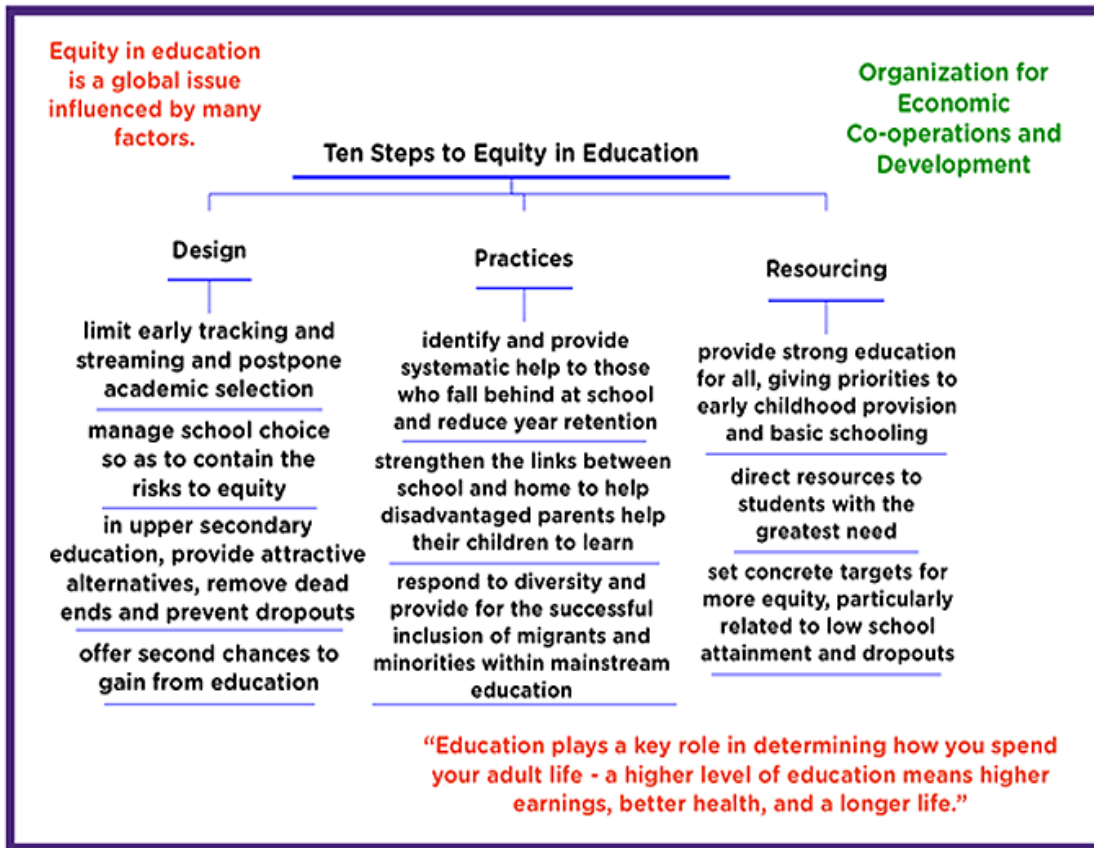 Equity in education
is a global issue
influenced by many
factors.
Organization for
Economic
Co-operations and
Development
Ten Steps to Equity in Education
Design
limit early tracking and
streaming and postpone
academic selection
manage school choice
so as to contain the
risks to equity
in upper secondary
education, provide attractive
alternatives, remove dead
ends and prevent dropouts
offer second chances to
gain from education
Practices
identify and provide
systematic help to those
who fall behind at school
and reduce year retention
strengthen the links between
school and home to help
disadvantaged parents help
their children to learn
respond to diversity and
provide for the successful
inclusion of migrants and
minorities within mainstream
education
Resourcing
provide strong education
for all, giving priorities to
early childhood provision
and basic schooling
direct resources to
students with the
greatest need
set concrete targets for
more equity, particularly
related to low school
attainment and dropouts
“Education plays a key role in determining how you spend
your adult life - a higher level of education means higher
earnings, better health, and a longer life.”